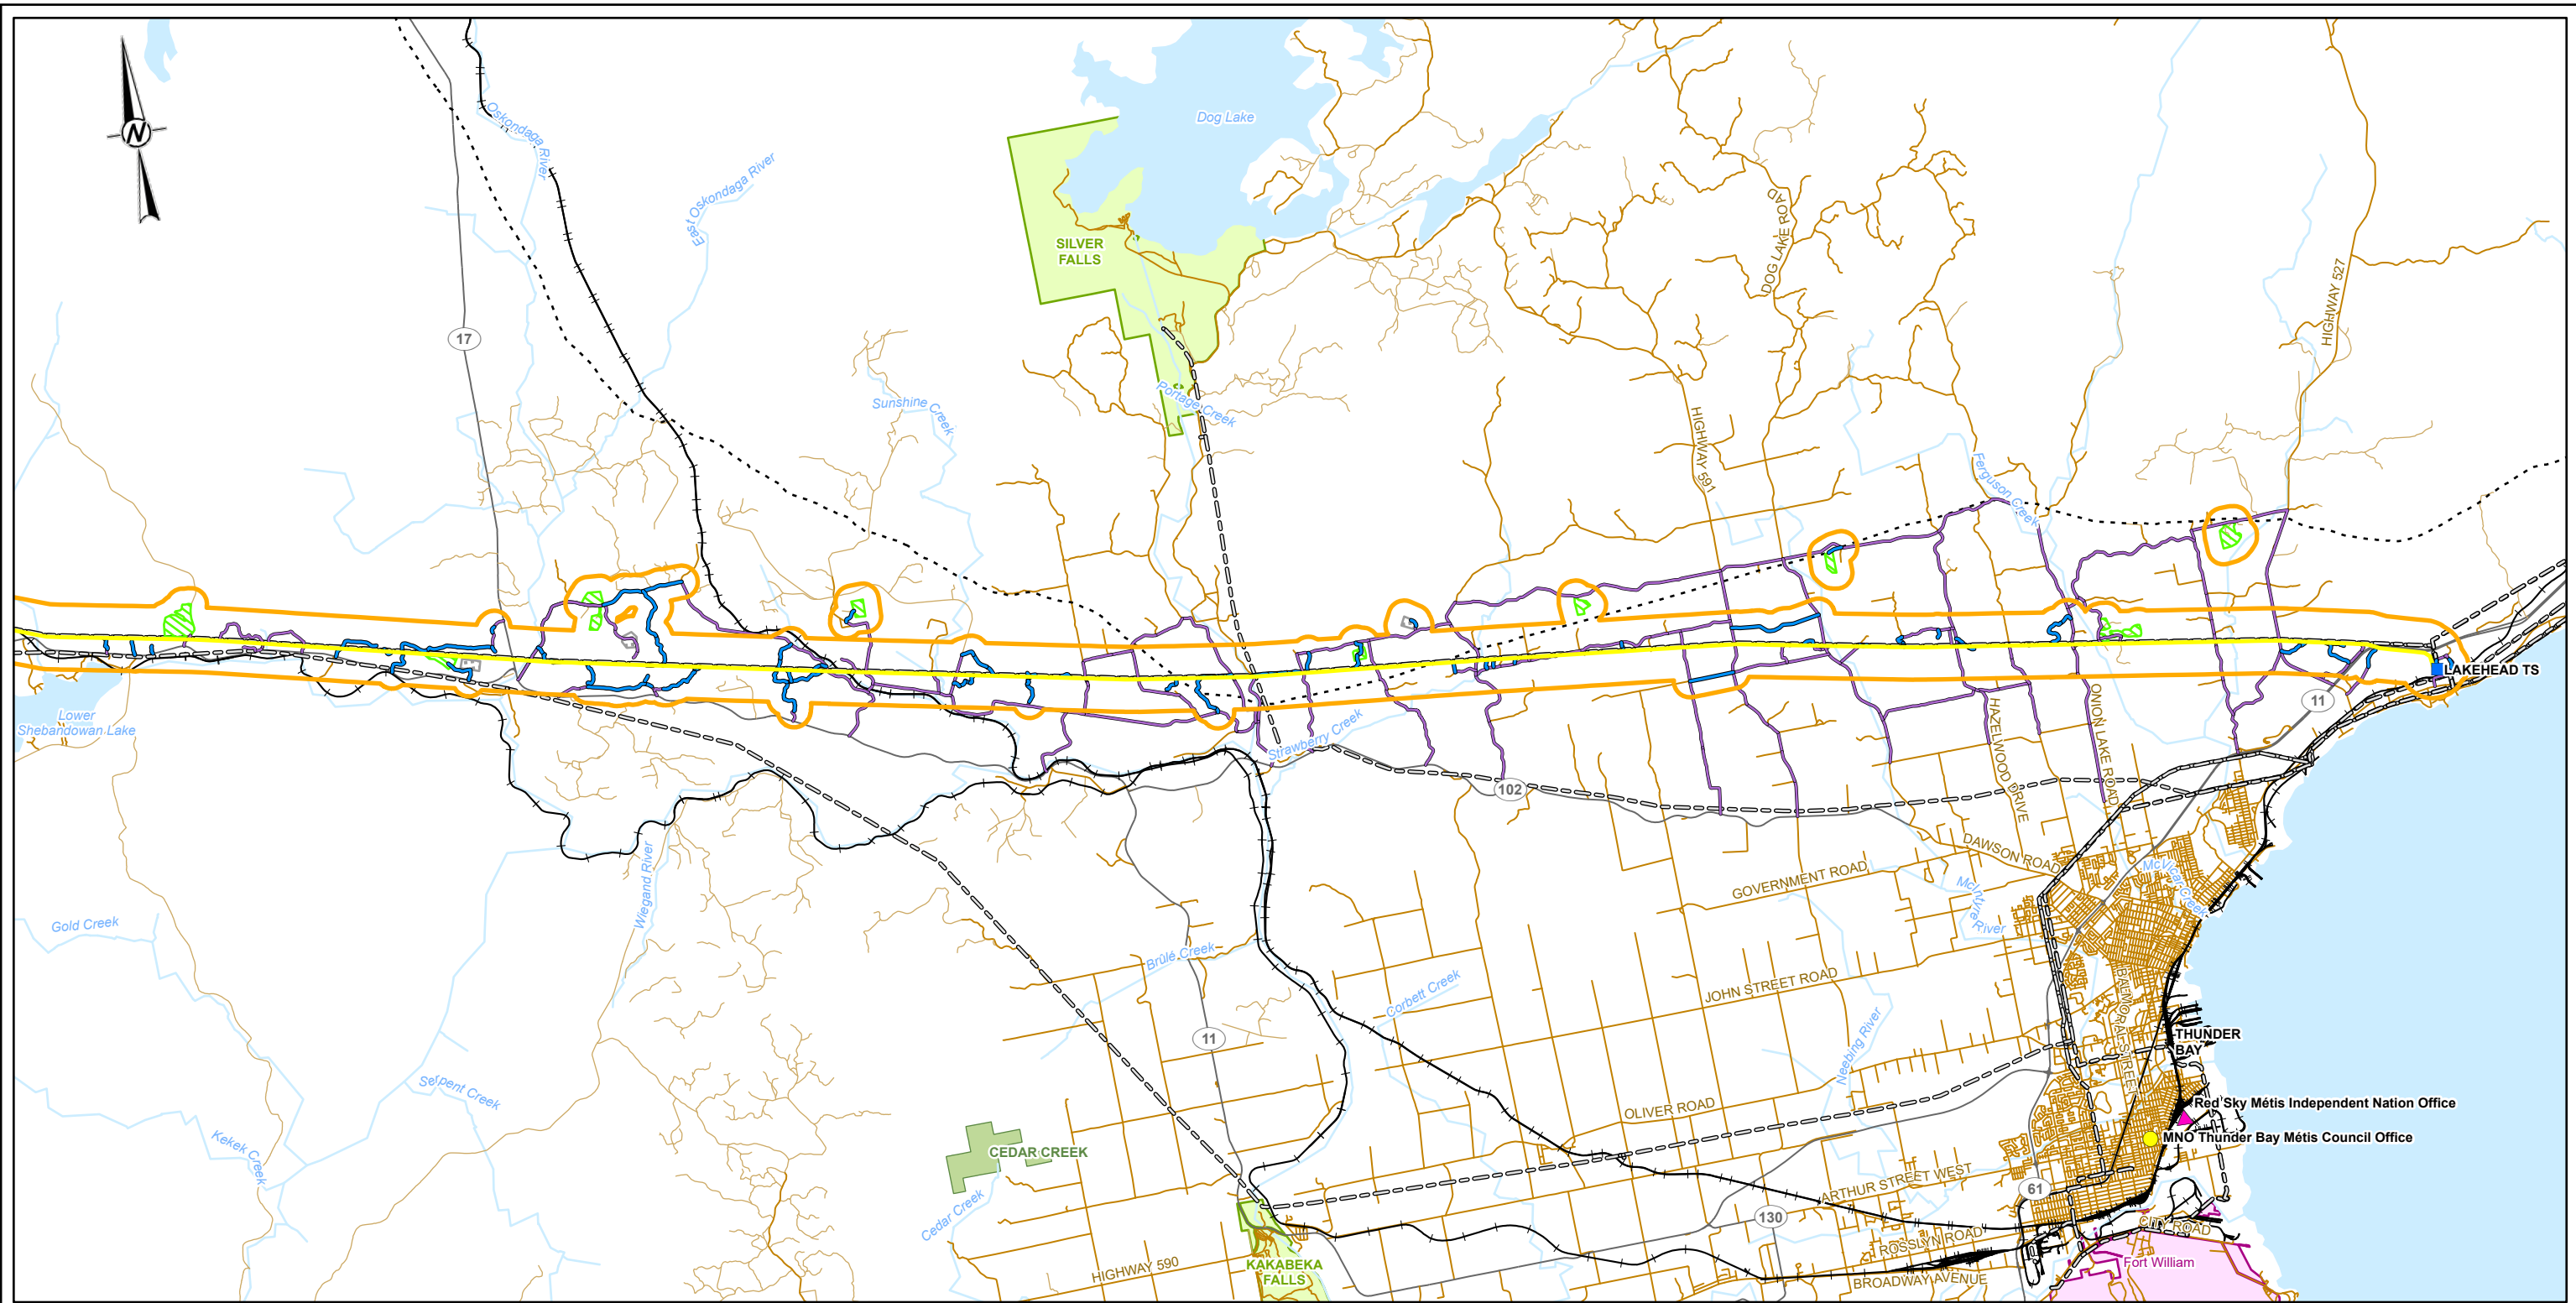 N
Dog Lake
Oskondaga River
East Oskondaga River
SILVER
FALLS
DOG LAKE ROAD
HIGHWAY 527
17
Sunshine Creek
Portage Creek
HIGHWAY 591
Ferguson Creek
LAKEHEAD TS
Lower
Shebandowan Lake
11
Strawberry Creek
HAZELWOOD DRIVE
ONION LAKE ROAD
102
DAWSON ROAD
GOVERNMENT ROAD
McVicar Creek
McIntyre
River
Wiegand River
Gold Creek
Brûlé Creek
Corbett Creek
JOHN STREET ROAD
BALMORAL STREET
11
Neebing River
THUNDER
BAY
Serpent Creek
OLIVER ROAD
Red Sky Métis Independent Nation Office
MNO Thunder Bay Métis Council Office
Kekek Creek
CEDAR CREEK
Cedar Creek
ARTHUR STREET WEST
61
130
CITY ROAD
ROSSLYN ROAD
Fort William
KAKABEKA
FALLS
HIGHWAY 590
BROADWAY AVENUE